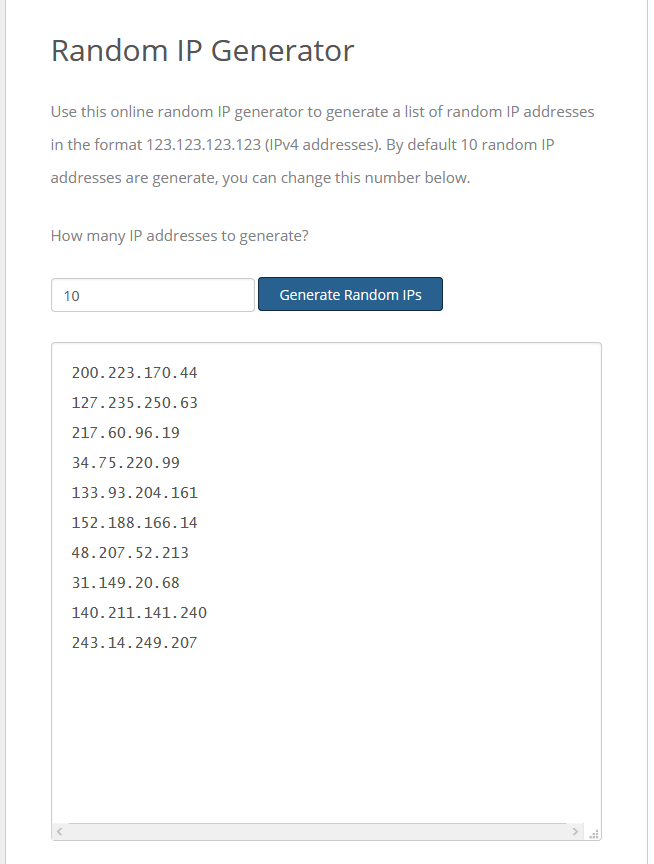 Random IP Generator
Use this online random IP generator to generate a list of random IP addresses
in the format 123.123.123.123 (IPv4 addresses). By default 10 random IP
addresses are generate, you can change this number below.
How many IP addresses to generate?
10 Generate Random IPs
200.223.170.44
127.235.250.63
217.60.96.19
34.75.220.99
133.93.204.161
152.188.166.14
48.207.52.213
31.149.20.68
140.211.141.240
243.14.249.207